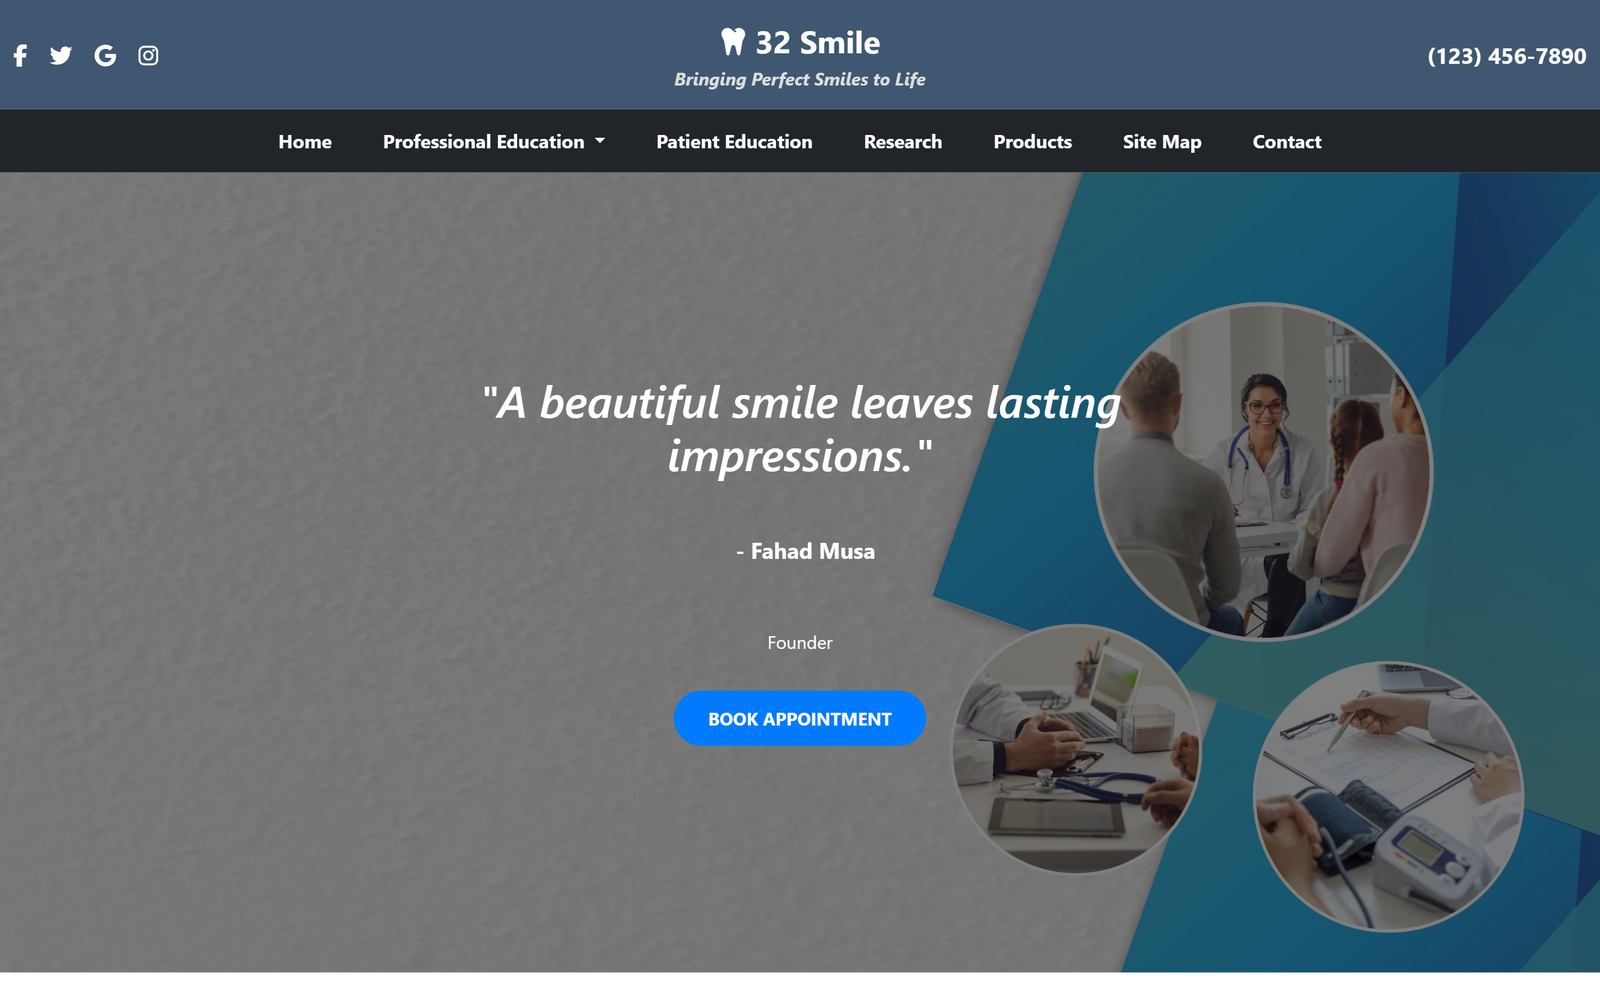 32 Smile
Bringing Perfect Smiles to Life
(123) 456-7890
Home
Professional Education
Patient Education
Research
Products
Site Map
Contact
"A beautiful smile leaves lasting
impressions."
- Fahad Musa
Founder
BOOK APPOINTMENT